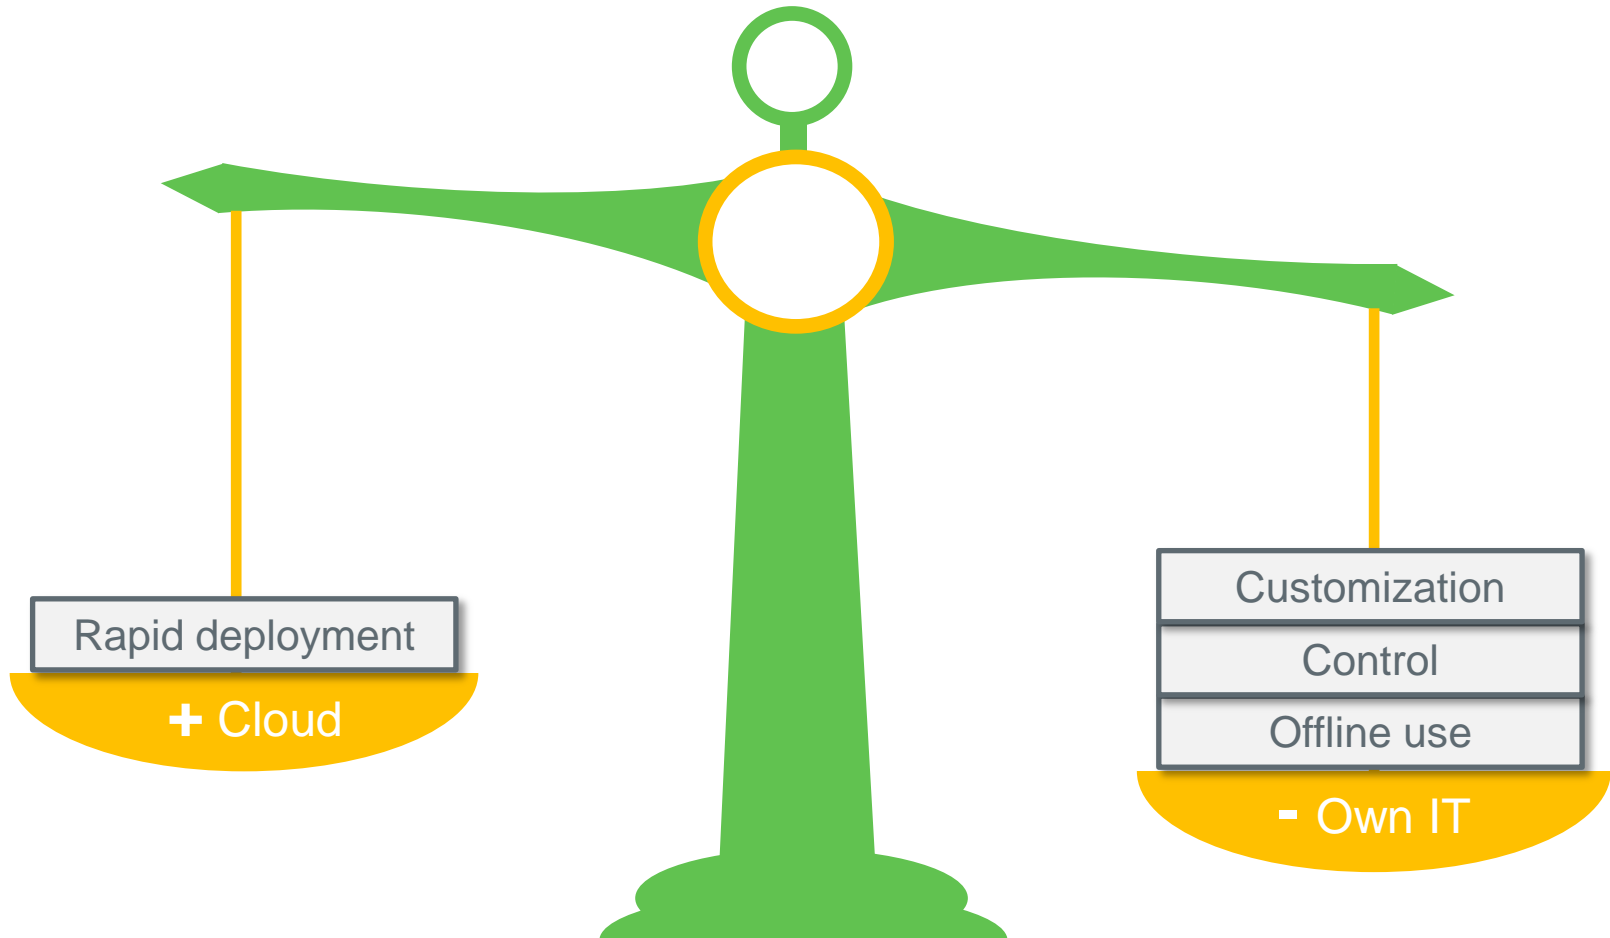 Rapid deployment
+ Cloud
Customization
Control
Offline use
- Own IT